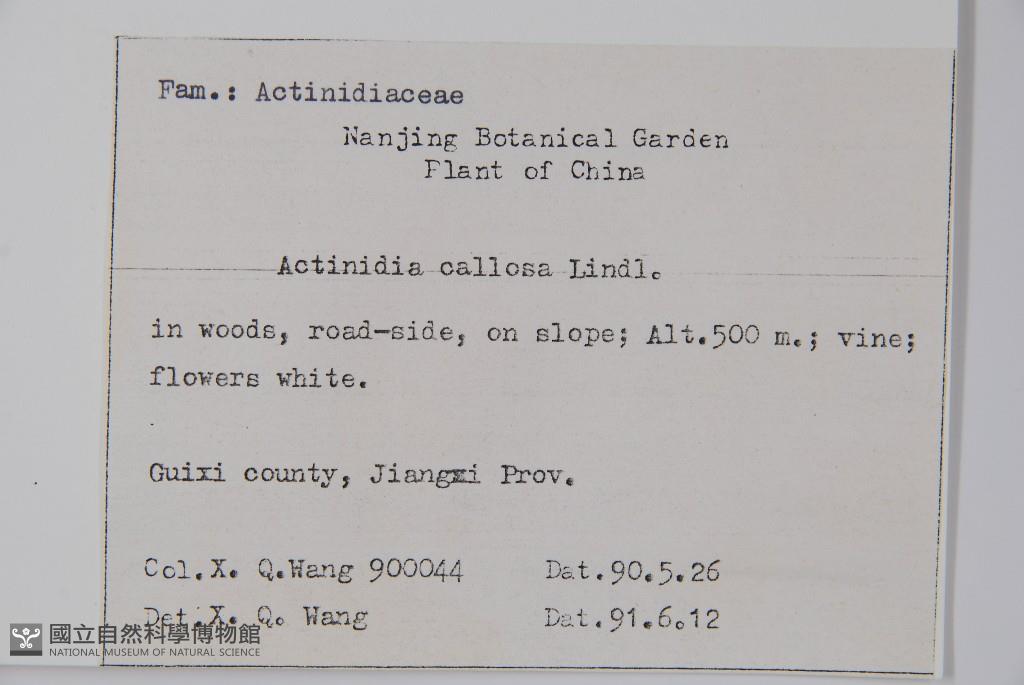 Fam.: Actinidiaceae
Nanjing Botanical Garden
Plant of China
Actinidia callosa Lindl.
in woods, road-side, on slope; Alt.500 m.; vine;
flowers white.
Guixi county, Jiangxi Prov.
Col.X. Q.Wang 900044 Dat.90.5.26
Det.X. Q. Wang Dat.91.6.12
國立自然科學博物館
NATIONAL MUSEUM OF NATURAL SCIENCE